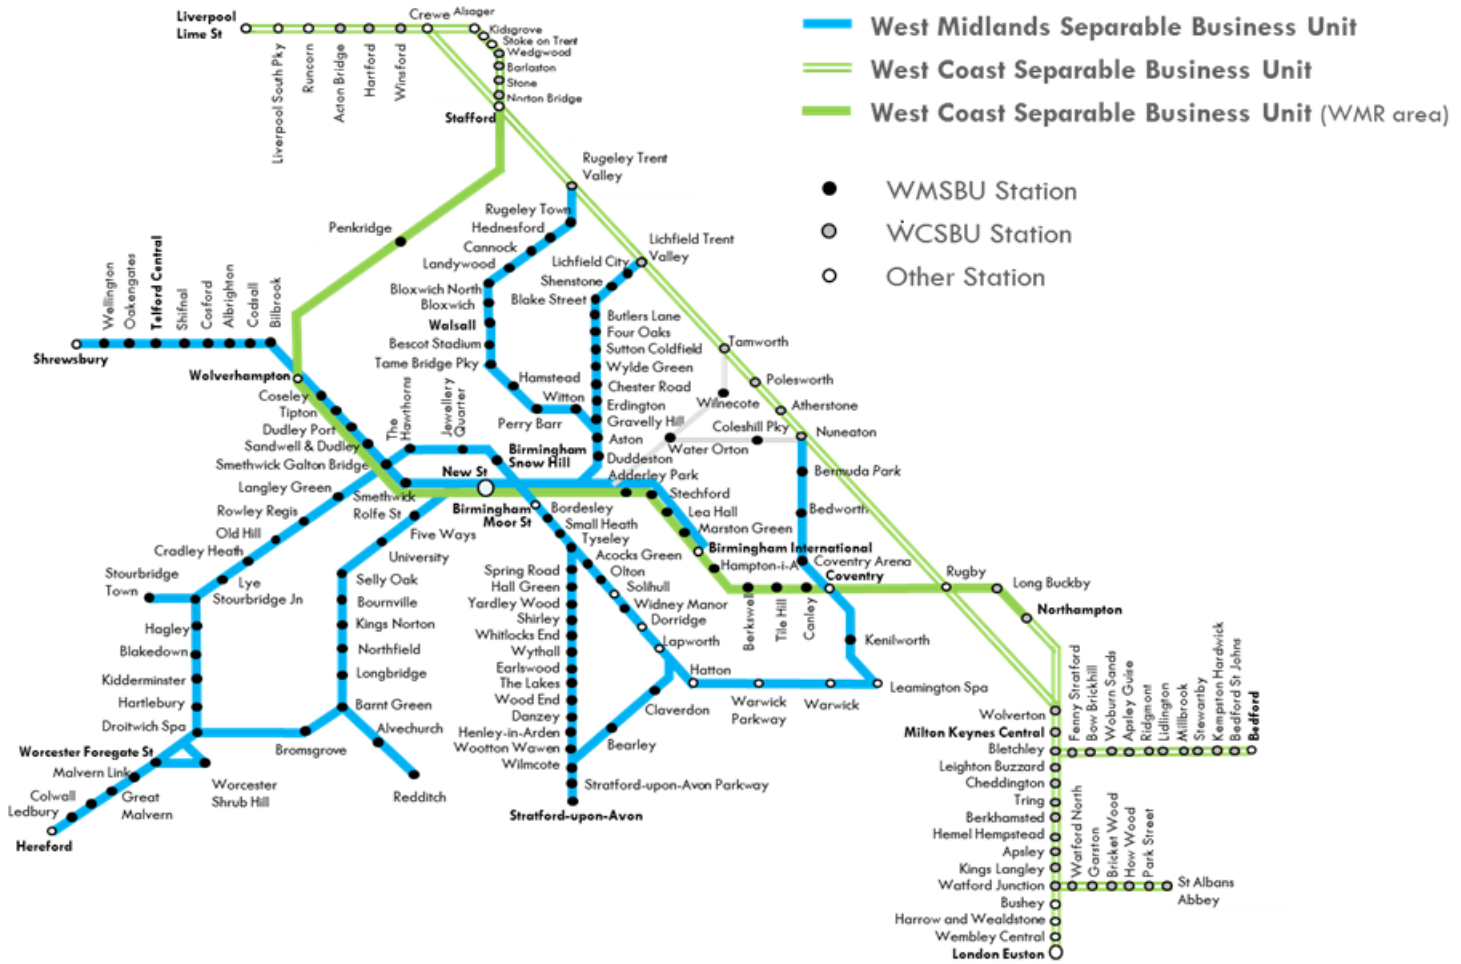 West Midlands Separable Business Unit
West Coast Separable Business Unit
West Coast Separable Business Unit (WMR area)
WMSBU Station
WCSBU Station
Other Station
Liverpool
Lime St
Liverpool South Pky
Runcorn
Acton Bridge
Hartford
Winsford
Crewe
Alsager
Kidsgrove
Stoke on Trent
Wedgwood
Barlaston
Stone
Norton Bridge
Stafford
Penkridge
Rugeley Trent
Valley
Rugeley Town
Hednesford
Cannock
Landywood
Bloxwich North
Bloxwich
Walsall
Bescot Stadium
Tame Bridge Pky
Hamstead
Perry Barr
Witton
Lichfield Trent
Valley
Lichfield City
Shenstone
Blake Street
Butlers Lane
Four Oaks
Sutton Coldfield
Wylde Green
Chester Road
Erdington
Gravelly Hill
Aston
Duddeston
Tamworth
Wilnecote
Polesworth
Atherstone
Nuneaton
Coleshill Pky
Water Orton
Bermuda Park
Bedworth
Coventry Arena
Coventry
Shrewsbury
Wellington
Oakengates
Telford Central
Shifnal
Cosford
Albrighton
Codsall
Bilbrook
Wolverhampton
Coseley
Tipton
Dudley Port
Sandwell & Dudley
Smethwick Galton Bridge
Smethwick
Rolfe St
The
Hawthorns
Jewellery
Quarter
Birmingham
Snow Hill
New St
Birmingham
Moor St
Adderley Park
Stechford
Lea Hall
Marston Green
Birmingham International
Hampton-i-A
Berkswell
Tile Hill
Canley
Rugby
Long Buckby
Northampton
Langley Green
Rowley Regis
Old Hill
Cradley Heath
Lye
Stourbridge
Town
Stourbridge Jn
Hagley
Blakedown
Kidderminster
Hartlebury
Droitwich Spa
Worcester Foregate St
Worcester
Shrub Hill
Malvern Link
Great
Malvern
Colwall
Ledbury
Hereford
Five Ways
University
Selly Oak
Bournville
Kings Norton
Northfield
Longbridge
Barnt Green
Bromsgrove
Alvechurch
Redditch
Bordesley
Small Heath
Tyseley
Acocks Green
Olton
Solihull
Widney Manor
Dorridge
Lapworth
Hatton
Warwick
Parkway
Warwick
Leamington Spa
Kenilworth
Spring Road
Hall Green
Yardley Wood
Shirley
Whitlocks End
Wythall
Earlswood
The Lakes
Wood End
Danzey
Henley-in-Arden
Wootton Wawen
Wilmcote
Claverdon
Bearley
Stratford-upon-Avon Parkway
Stratford-upon-Avon
Wolverton
Milton Keynes Central
Bletchley
Fenny Stratford
Bow Brickhill
Woburn Sands
Apsley Guise
Ridgmont
Lidlington
Millbrook
Stewartby
Kempston Hardwick
Bedford St Johns
Bedford
Leighton Buzzard
Cheddington
Tring
Berkhamsted
Hemel Hempstead
Apsley
Kings Langley
Watford Junction
Watford North
Garston
Bricket Wood
How Wood
Park Street
St Albans
Abbey
Bushey
Harrow and Wealdstone
Wembley Central
London Euston